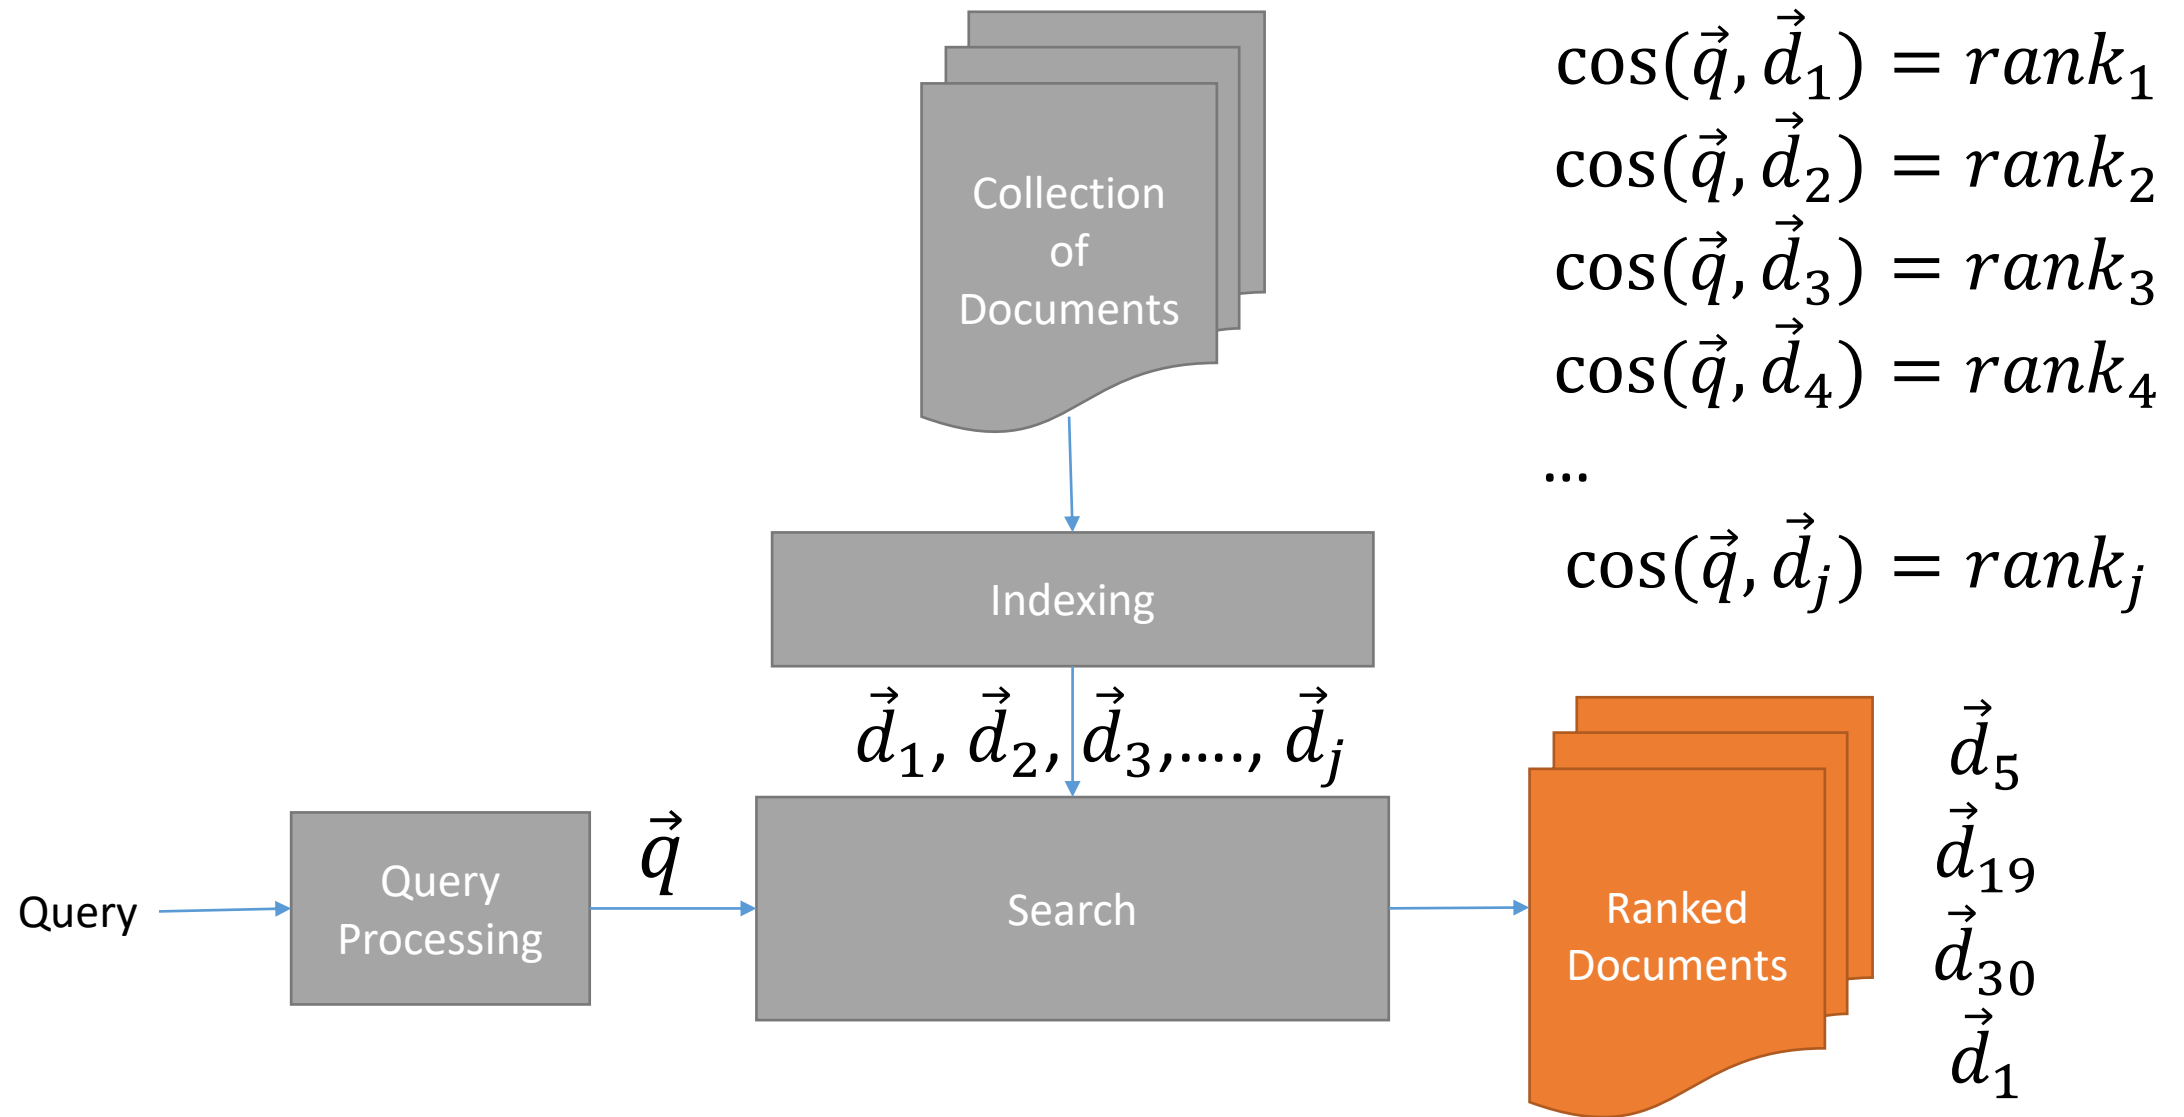 Collection
of
Documents
cos(q⃗, d⃗₁) = rank₁
cos(q⃗, d⃗₂) = rank₂
cos(q⃗, d⃗₃) = rank₃
cos(q⃗, d⃗₄) = rank₄
...
cos(q⃗, d⃗ⱼ) = rankⱼ
Indexing
d⃗₁, d⃗₂, d⃗₃,...., d⃗ⱼ
Query
Query
Processing
q⃗
Search
Ranked
Documents
d⃗₅
d⃗₁₉
d⃗₃₀
d⃗₁